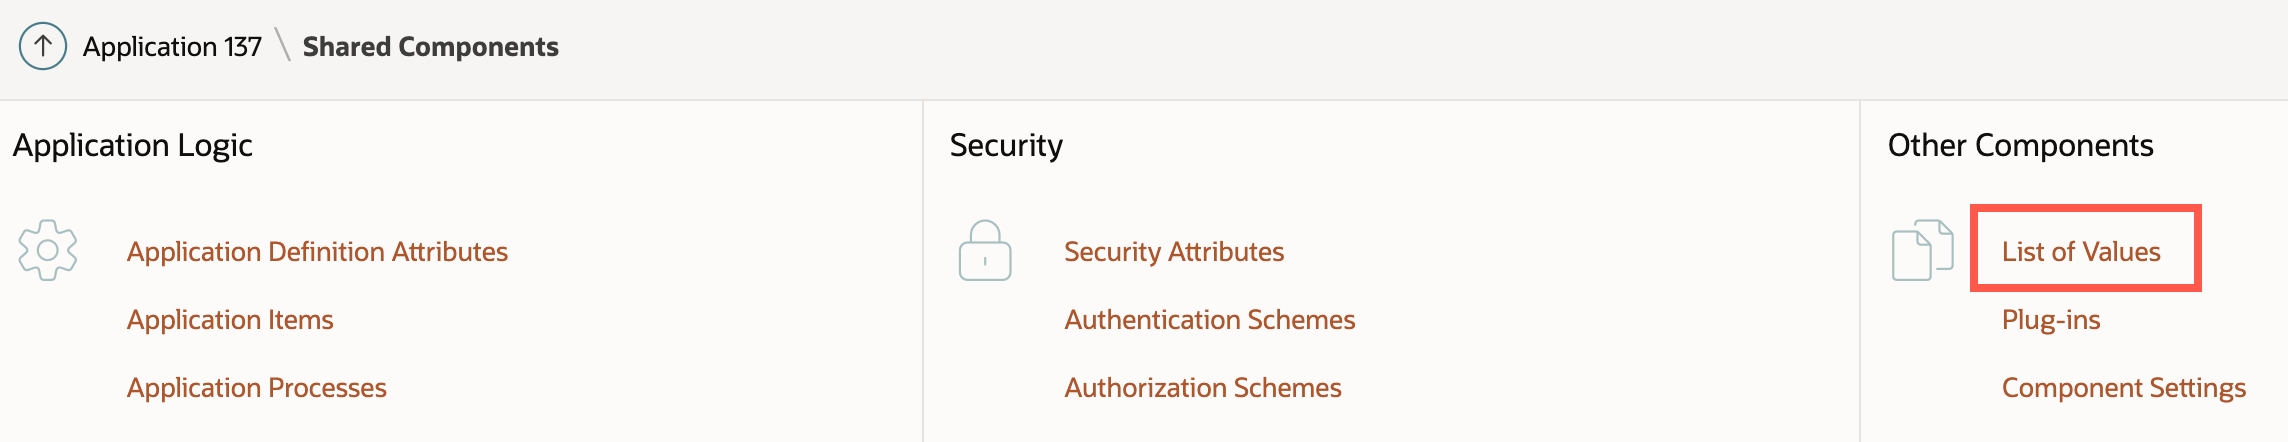 Application 137 \ Shared Components
Application Logic
Application Definition Attributes
Application Items
Application Processes
Security
Security Attributes
Authentication Schemes
Authorization Schemes
Other Components
List of Values
Plug-ins
Component Settings